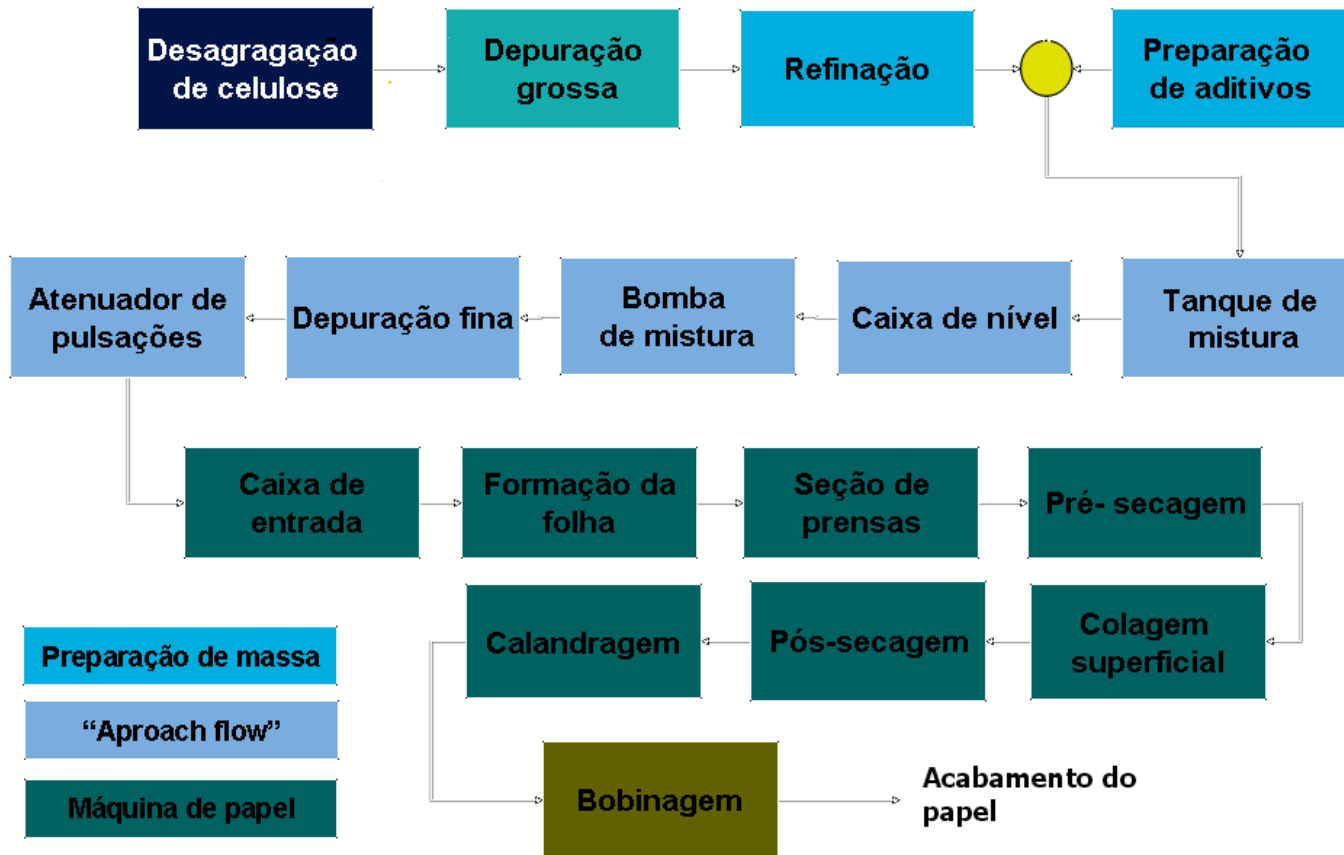 Desagragação
de celulose
Depuração
grossa
Refinação
Preparação
de aditivos
Atenuador de
pulsações
Depuração fina
Bomba
de mistura
Caixa de nível
Tanque de
mistura
Caixa de
entrada
Formação da
folha
Seção de
prensas
Pré- secagem
Calandragem
Pós-secagem
Colagem
superficial
Preparação de massa
“Aproach flow”
Máquina de papel
Bobinagem
Acabamento do
papel